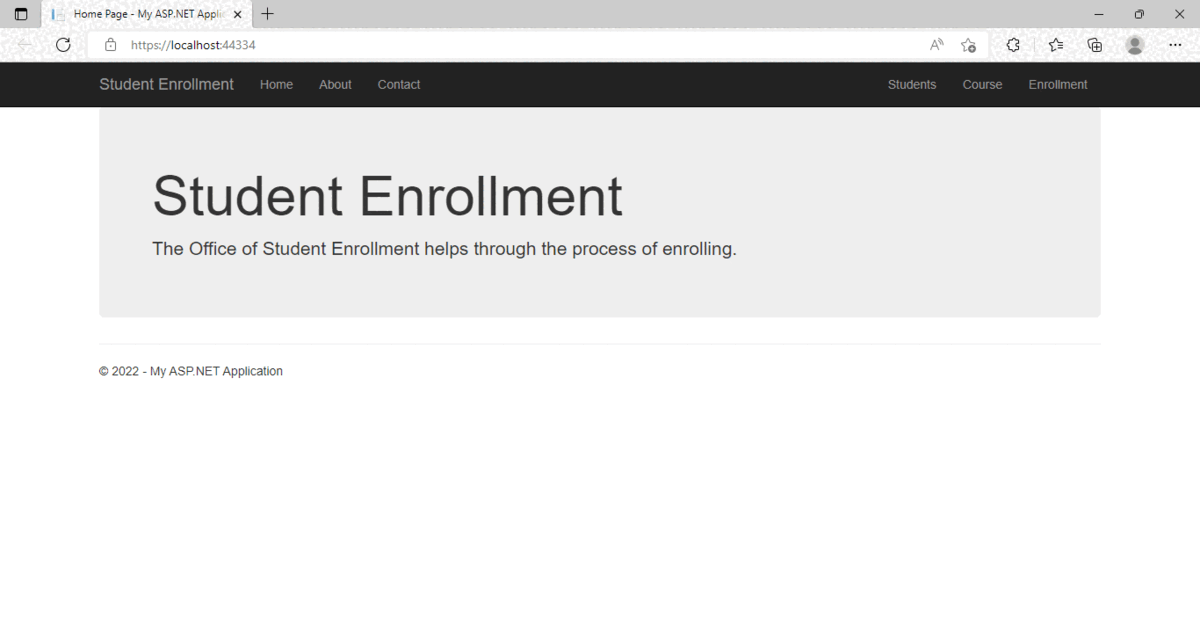 Home Page - My ASP.NET Appli
https://localhost:44334
Student Enrollment Home About Contact Students Course Enrollment
Student Enrollment
The Office of Student Enrollment helps through the process of enrolling.
© 2022 - My ASP.NET Application